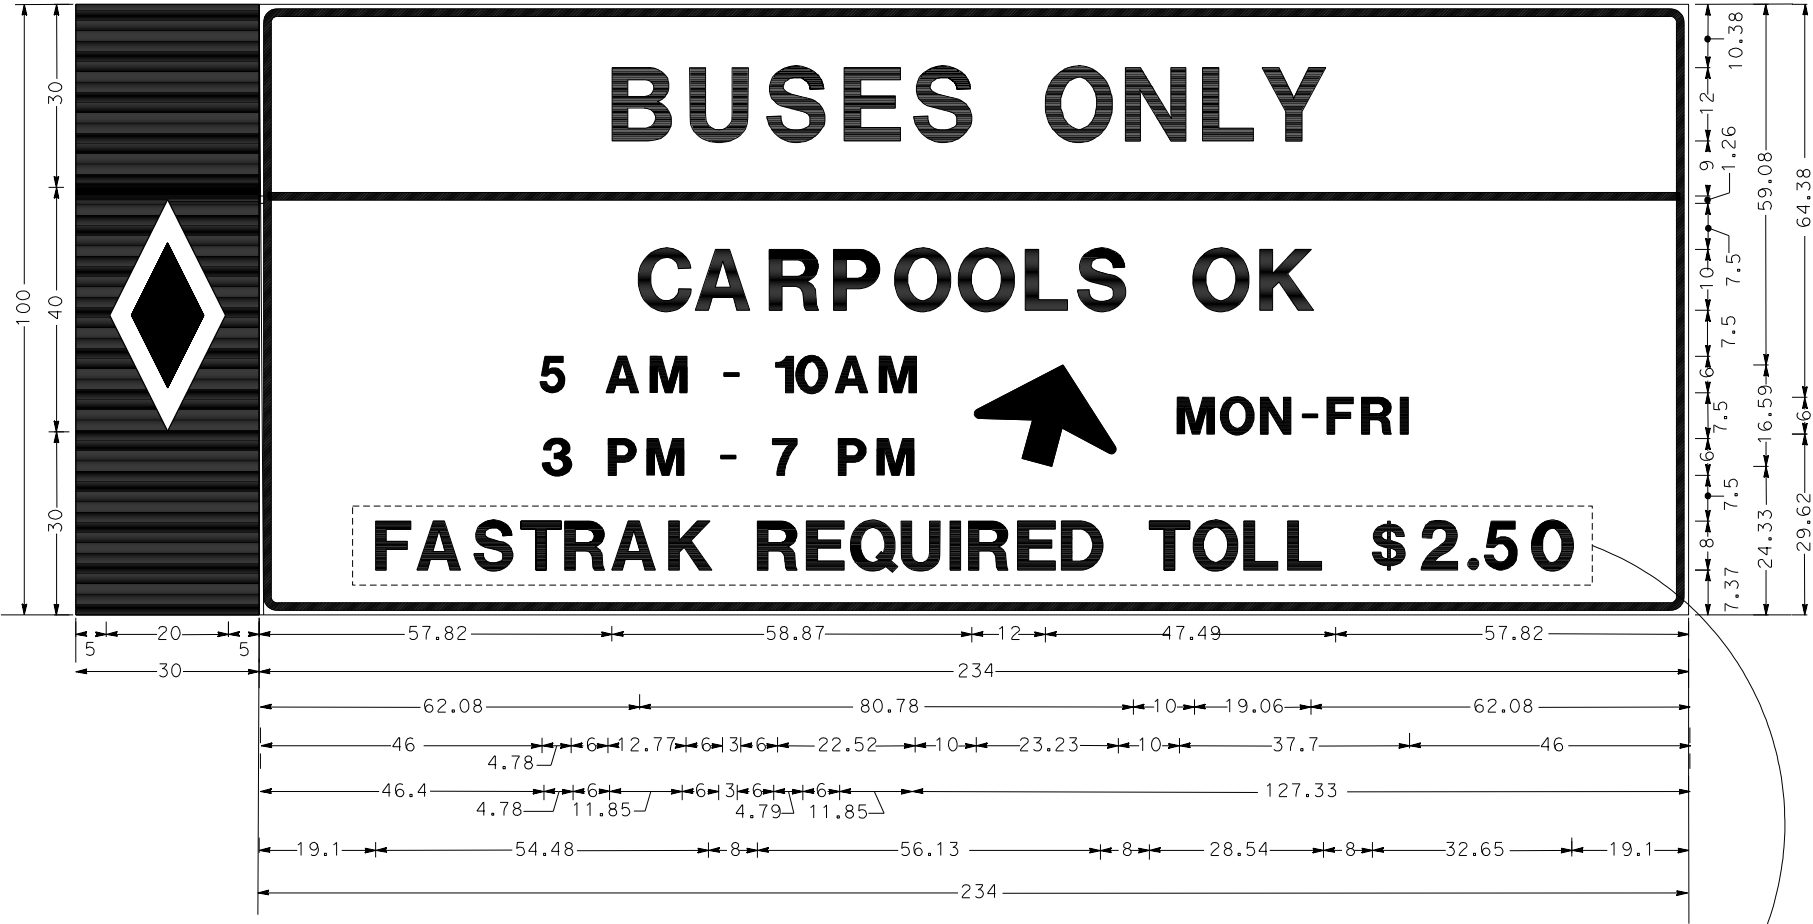 BUSES ONLY
CARPOOLS OK
5 AM - 10AM
3 PM - 7 PM
MON-FRI
FASTRAK REQUIRED TOLL $2.50
100
30
40
30
10.38
12
9
1.26
7.5
10
7.5
6
7.5
6
7.5
8
7.37
59.08
16.59
24.33
64.38
6
29.62
5 20 5
57.82 58.87 12 47.49 57.82
30
234
62.08 80.78 10 19.06 62.08
46 4.78 6 12.77 6 3 6 22.52 10 23.23 10 37.7 46
46.4 4.78 6 11.85 6 3 6 4.79 6 11.85 127.33
19.1 54.48 8 56.13 8 28.54 8 32.65 19.1
234